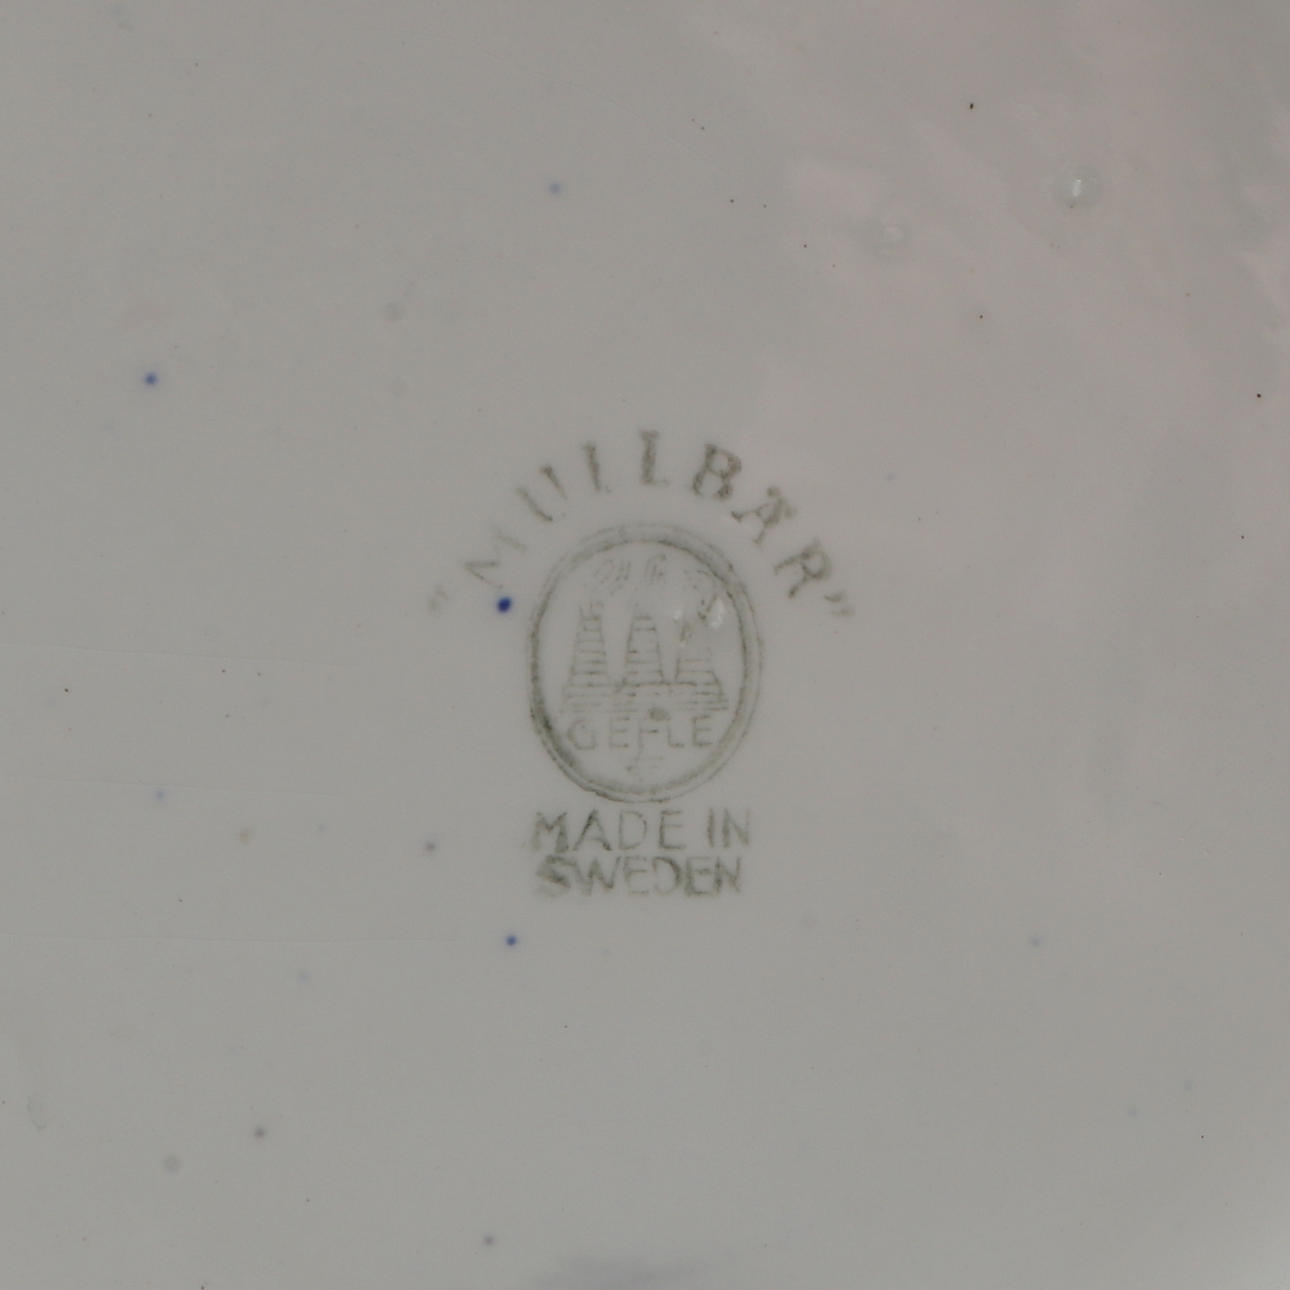 "MULLBÄR"
GEFLE
MADE IN
SWEDEN